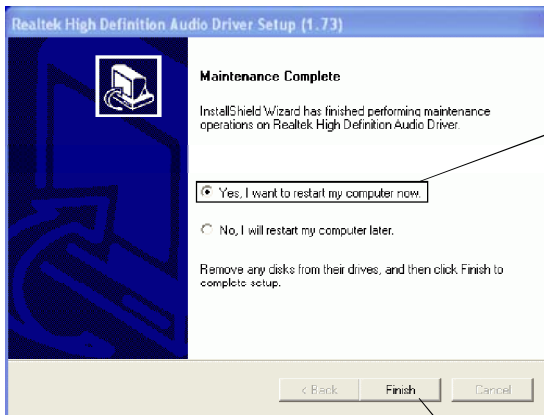 Realtek High Definition Audio Driver Setup (1.73)
Maintenance Complete
InstallShield Wizard has finished performing maintenance
operations on Realtek High Definition Audio Driver.
Yes, I want to restart my computer now.
No, I will restart my computer later.
Remove any disks from their drives, and then click Finish to
complete setup.
< Back
Finish
Cancel